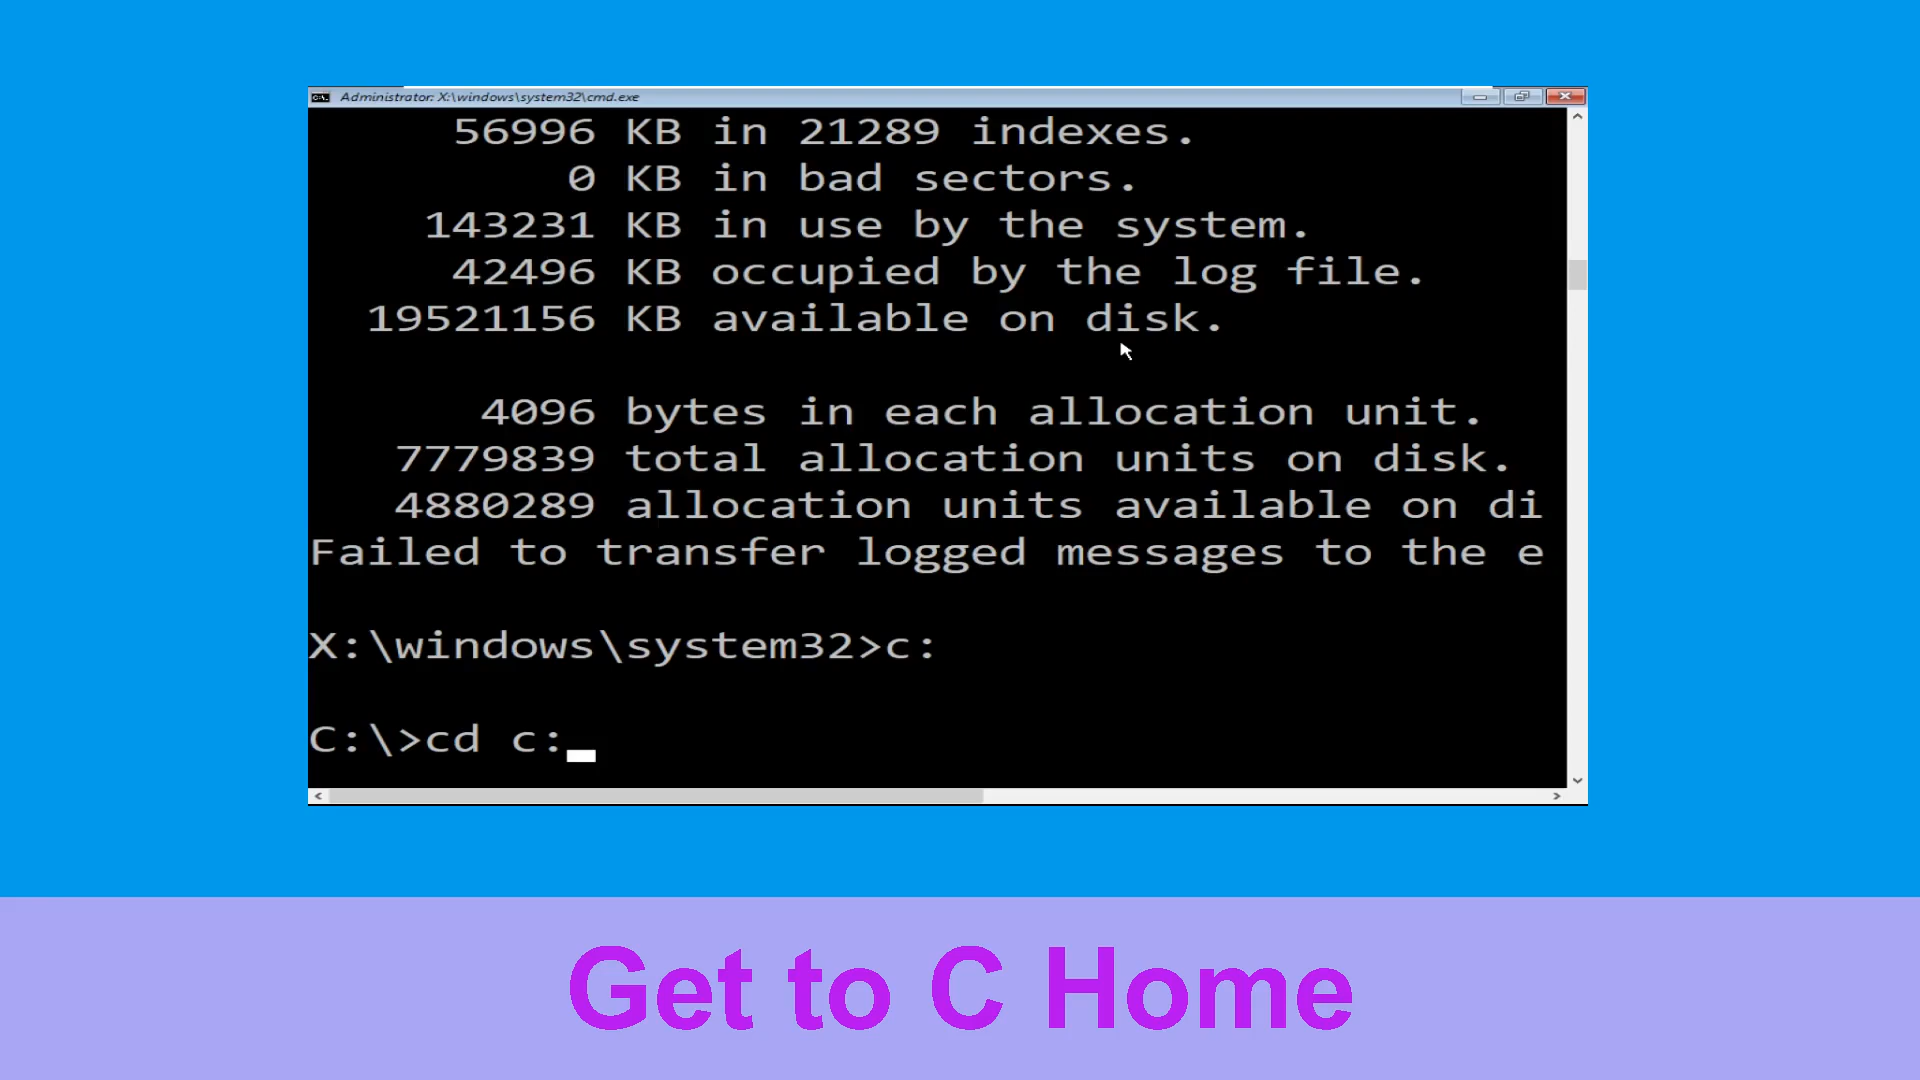 Administrator: X:\windows\system32\cmd.exe
56996 KB in 21289 indexes.
0 KB in bad sectors.
143231 KB in use by the system.
42496 KB occupied by the log file.
19521156 KB available on disk.
4096 bytes in each allocation unit.
7779839 total allocation units on disk.
4880289 allocation units available on di
Failed to transfer logged messages to the e
X:\windows\system32>c:
C:\>cd c:
Get to C Home